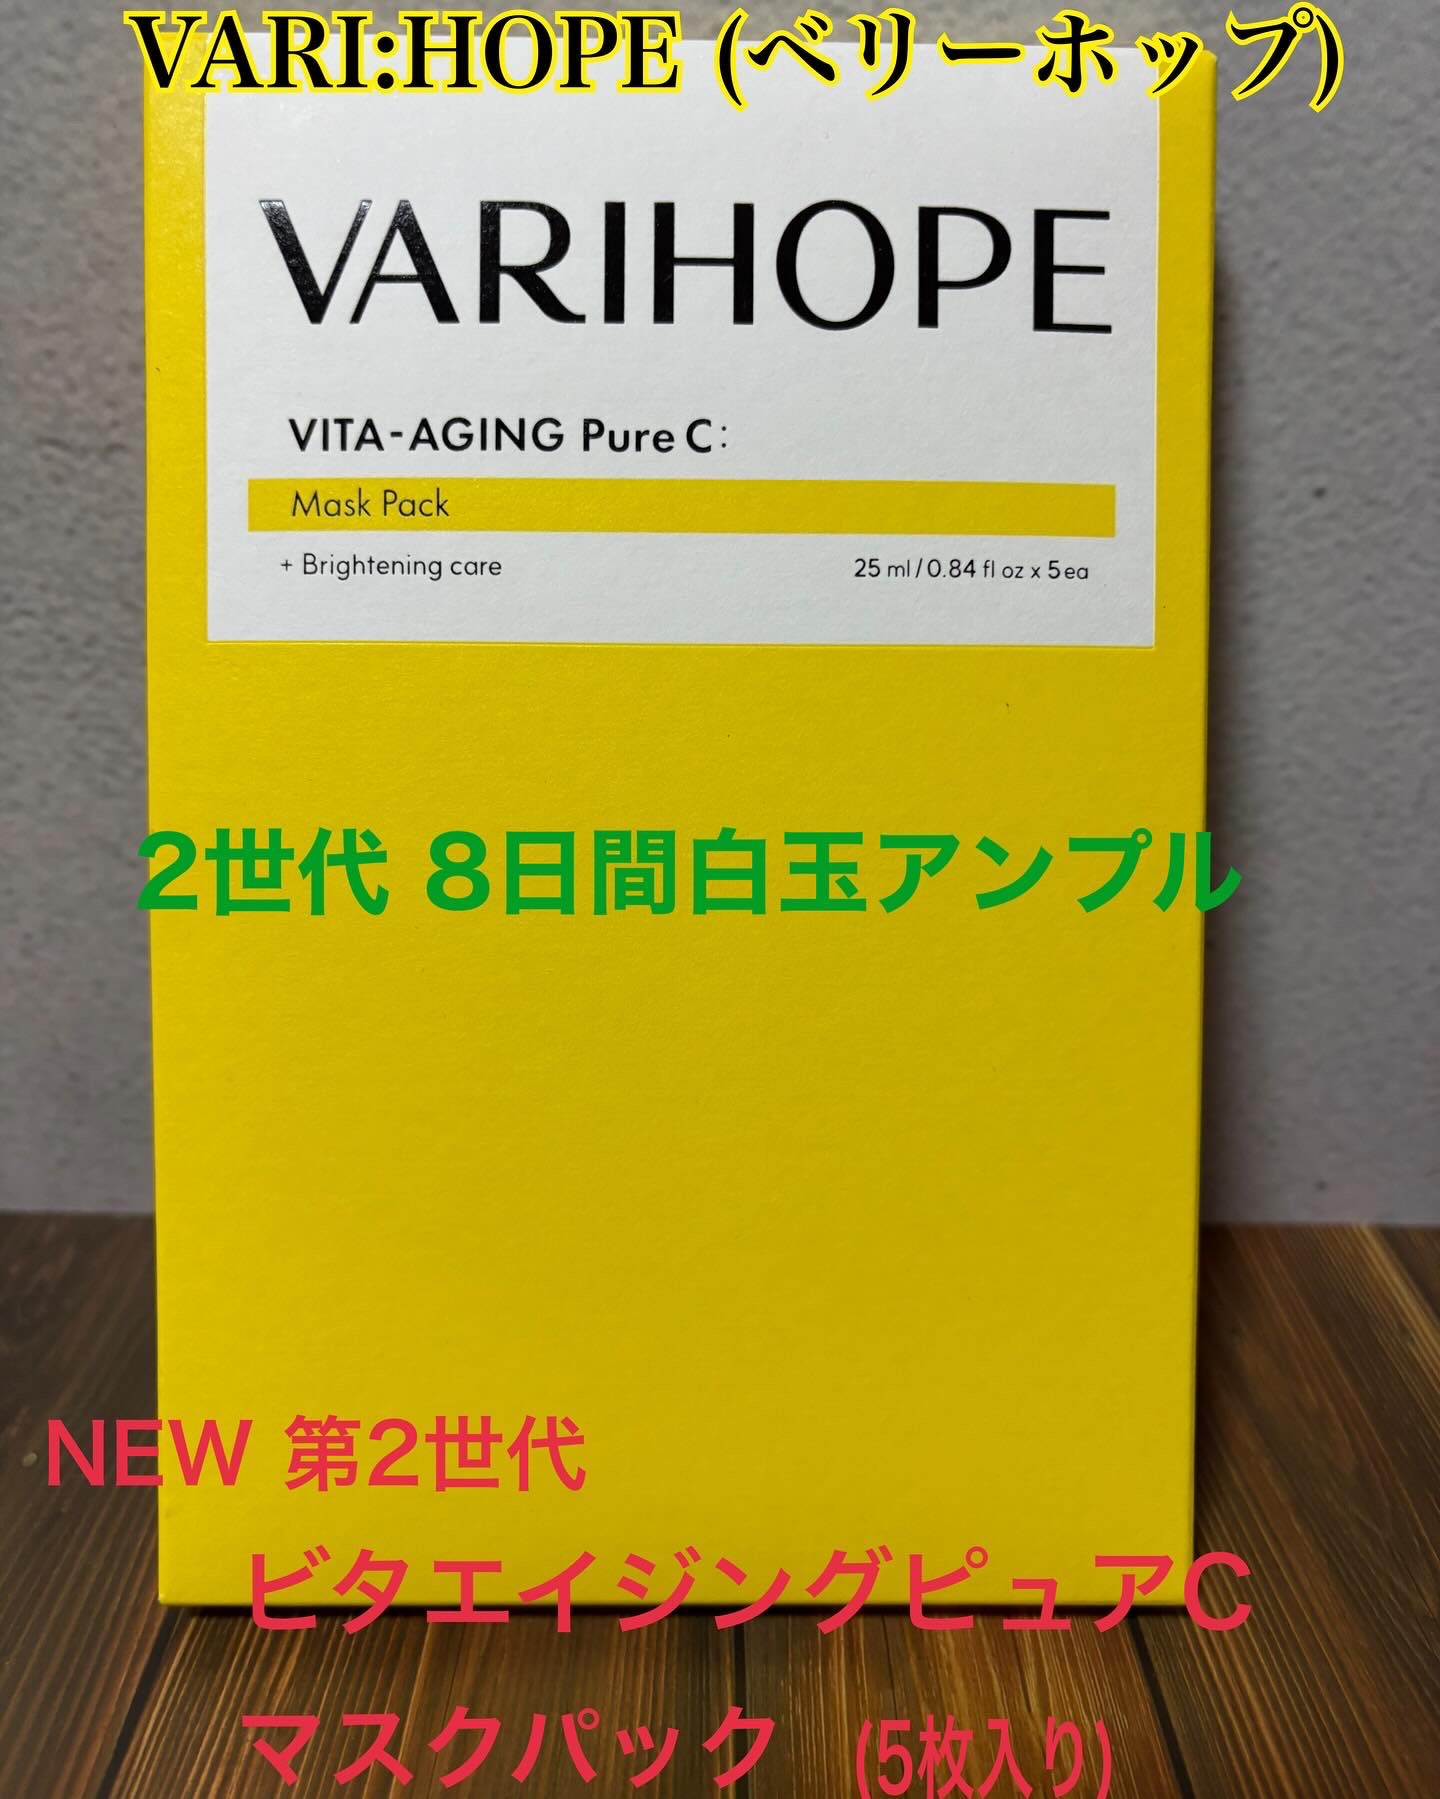 VARI:HOPE (ベリーホップ)
VARIHOPE
VITA-AGING Pure C:
Mask Pack
+ Brightening care
25 ml / 0.84 fl oz x 5ea
2世代 8日間白玉アンプル
NEW 第2世代
ビタエイジングピュアC
マスクパック (5枚入り)